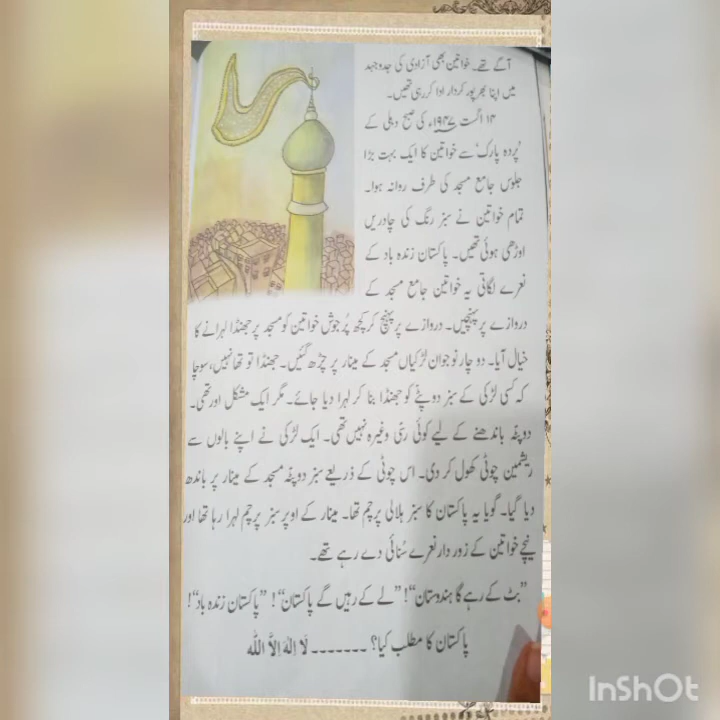 آگے تھے۔ خواتین بھی آزادی کی جدوجہد
میں اپنا بھرپور کردار ادا کر رہی تھیں۔
۱۴ اگست ۱۹۴۷ء کی صبح دہلی کے
’پردہ پارک‘ سے خواتین کا ایک بہت بڑا
جلوس جامع مسجد کی طرف روانہ ہوا۔
تمام خواتین نے سبز رنگ کی چادریں
اوڑھی ہوئی تھیں۔ پاکستان زندہ باد کے
نعرے لگاتی یہ خواتین جامع مسجد کے
دروازے پر پہنچیں۔ دروازے پر پہنچ کر کچھ پُرجوش خواتین کو مسجد پر جھنڈا لہرانے کا
خیال آیا۔ دو چار نوجوان لڑکیاں مسجد کے مینار پر چڑھ گئیں۔ جھنڈا تو تھا نہیں، سوچا
کہ کسی لڑکی کے سبز دوپٹے کو جھنڈا بنا کر لہرا دیا جائے۔ مگر ایک مشکل اور تھی۔
دوپٹہ باندھنے کے لیے کوئی رسّی وغیرہ نہیں تھی۔ ایک لڑکی نے اپنے بالوں سے
ریشمین چوٹی کھول کر دی۔ اس چوٹی کے ذریعے سبز دوپٹہ مسجد کے مینار پر باندھ
دیا گیا۔ گویا یہ پاکستان کا سبز ہلالی پرچم تھا۔ مینار کے اوپر سبز پرچم لہرا رہا تھا اور
نیچے خواتین کے زور دار نعرے سُنائی دے رہے تھے۔
”بٹ کے رہے گا ہندوستان“! ”لے کے رہیں گے پاکستان“! ”پاکستان زندہ باد“!
پاکستان کا مطلب کیا؟ ۔۔۔۔۔۔۔ لَا اِلٰہَ اِلَّا اللّٰہ
InShOt